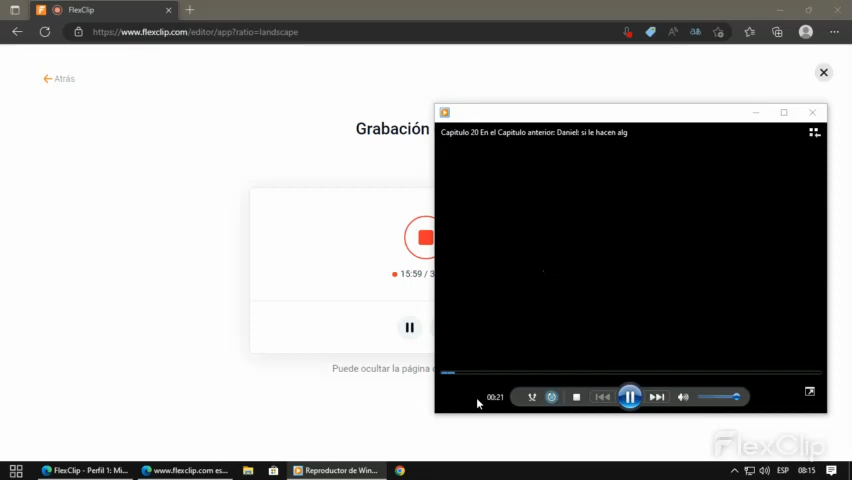 FlexClip
https://www.flexclip.com/editor/app?ratio=landscape
Atrás
Grabación
Capitulo 20 En el Capitulo anterior: Daniel: si le hacen alg
15:59 / 3
Puede ocultar la página
00:21
FlexClip
FlexClip - Perfil 1: Mi...
www.flexclip.com es...
Reproductor de Win...
ESP
08:15